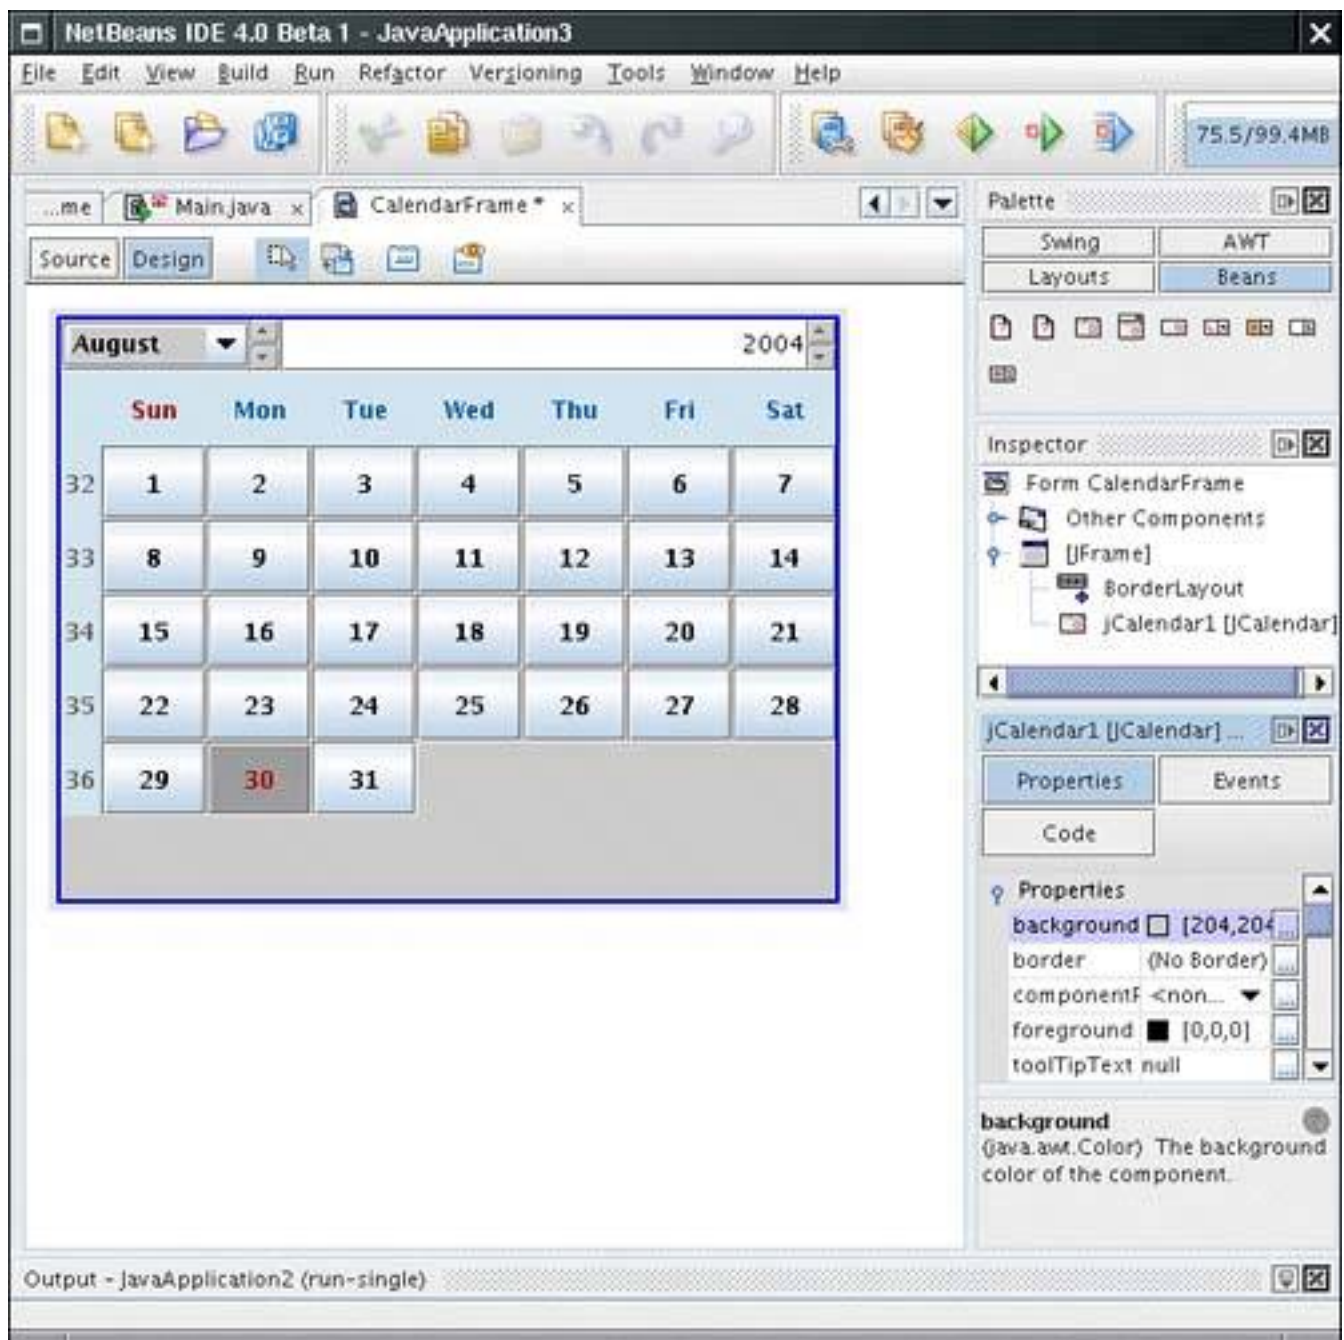 NetBeans IDE 4.0 Beta 1 - JavaApplication3
File Edit View Build Run Refactor Versioning Tools Window Help
75.5/99.4MB
...me Main.java x CalendarFrame * x
Source Design
August 2004
Sun Mon Tue Wed Thu Fri Sat
32 1 2 3 4 5 6 7
33 8 9 10 11 12 13 14
34 15 16 17 18 19 20 21
35 22 23 24 25 26 27 28
36 29 30 31
Palette
Swing AWT
Layouts Beans
Inspector
Form CalendarFrame
Other Components
[JFrame]
BorderLayout
jCalendar1 [JCalendar]
jCalendar1 [JCalendar] ...
Properties Events
Code
Properties
background [204,204 ...
border (No Border) ...
componentP <non... ...
foreground [0,0,0] ...
toolTipText null ...
background
(java.awt.Color) The background
color of the component.
Output - JavaApplication2 (run-single)